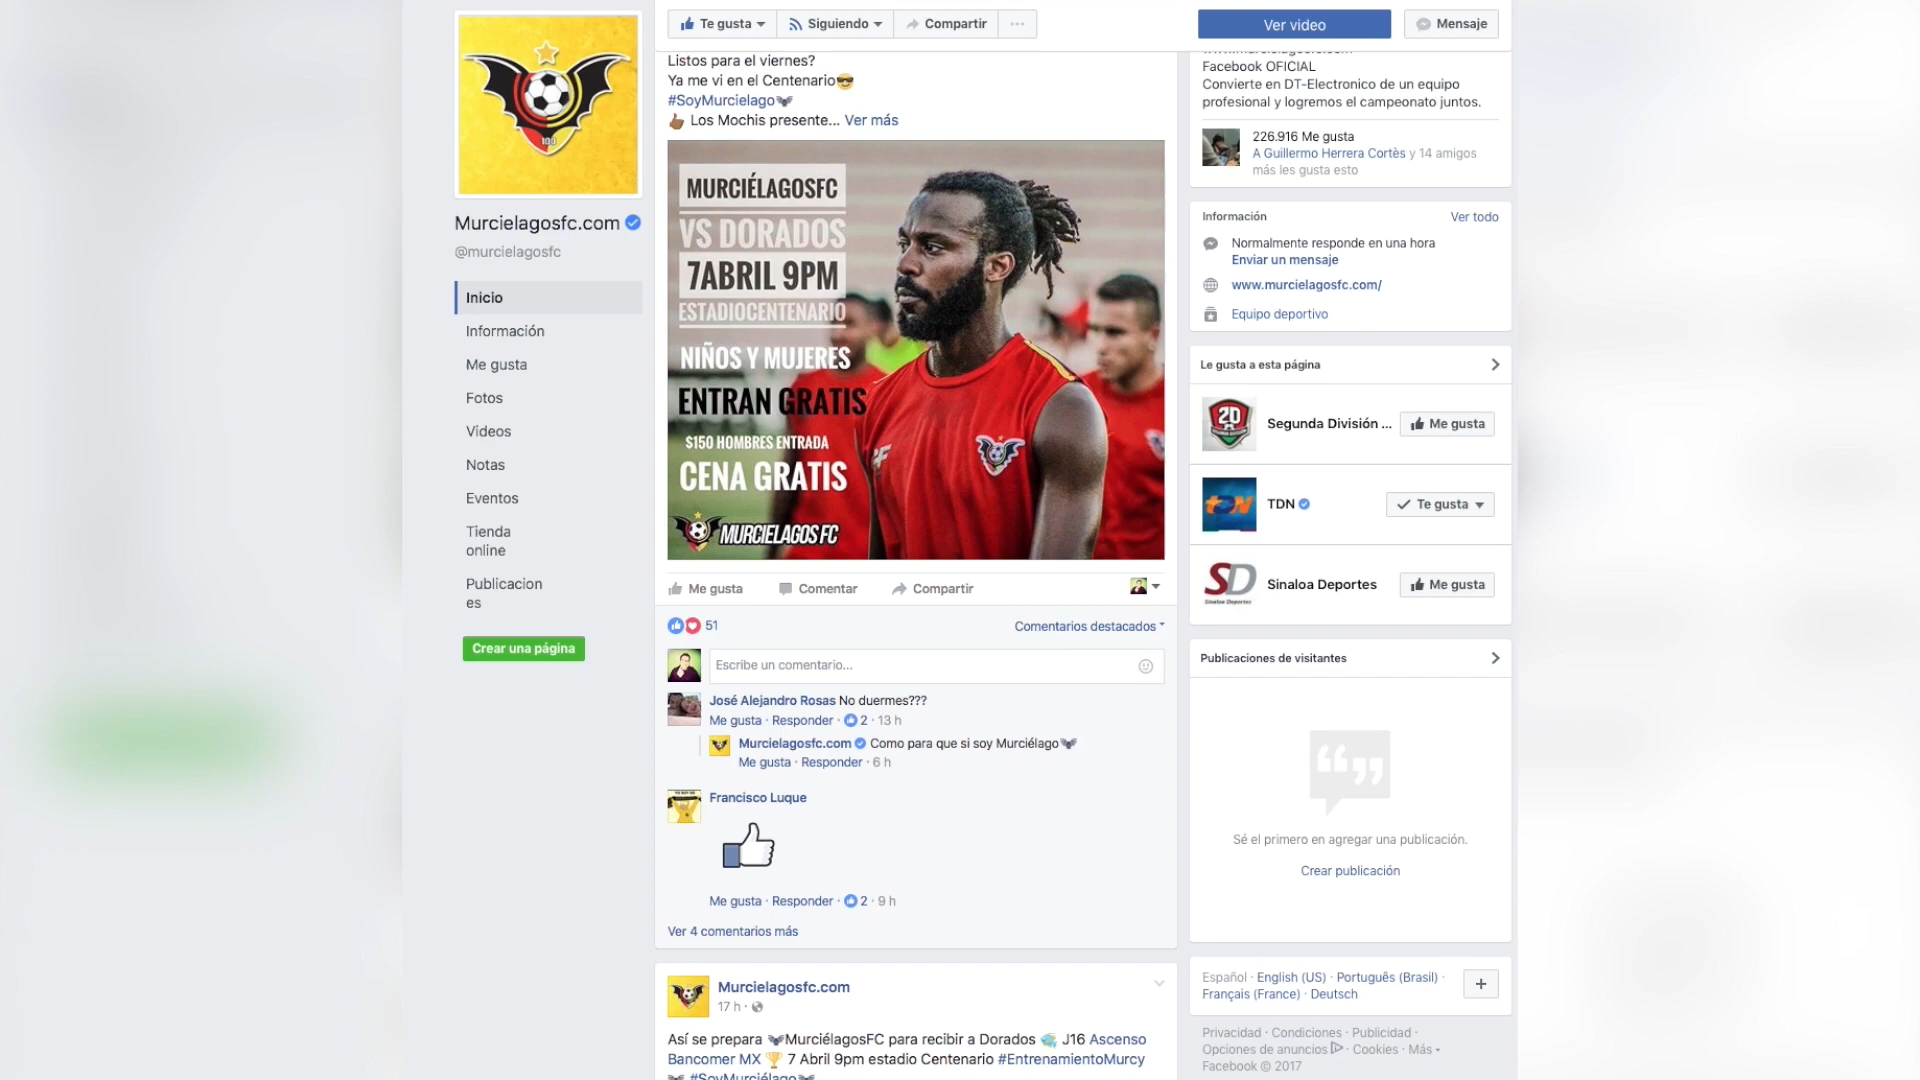 Te gusta
Siguiendo
Compartir
Ver video
Mensaje
100
Murcielagosfc.com
@murcielagosfc
Inicio
Información
Me gusta
Fotos
Videos
Notas
Eventos
Tienda
online
Publicacion
es
Crear una página
Listos para el viernes?
Ya me vi en el Centenario😎
#SoyMurcielago🦇
👍🏾 Los Mochis presente... Ver más
MURCIÉLAGOSFC
VS DORADOS
7ABRIL 9PM
ESTADIOCENTENARIO
NIÑOS Y MUJERES
ENTRAN GRATIS
$150 HOMBRES ENTRADA
CENA GRATIS
MURCIELAGOS FC
Me gusta
Comentar
Compartir
51
Comentarios destacados
Escribe un comentario...
José Alejandro Rosas No duermes???
Me gusta · Responder · 2 · 13 h
Murcielagosfc.com Como para que si soy Murciélago🦇
Me gusta · Responder · 6 h
Francisco Luque
Me gusta · Responder · 2 · 9 h
Ver 4 comentarios más
Murcielagosfc.com
17 h ·
Así se prepara 🦇MurciélagosFC para recibir a Dorados 🐟 J16 Ascenso
Bancomer MX 🏆 7 Abril 9pm estadio Centenario #EntrenamientoMurcy
🦇 #SoyMurciélago🦇
www.murcielagosfc.com
Facebook OFICIAL
Convierte en DT-Electronico de un equipo
profesional y logremos el campeonato juntos.
226.916 Me gusta
A Guillermo Herrera Cortès y 14 amigos
más les gusta esto
Información
Ver todo
Normalmente responde en una hora
Enviar un mensaje
www.murcielagosfc.com/
Equipo deportivo
Le gusta a esta página
2D
Segunda División ...
Me gusta
TDN
TDN
Te gusta
SD
Sinaloa Deportes
Sinaloa Deportes
Me gusta
Publicaciones de visitantes
Sé el primero en agregar una publicación.
Crear publicación
Español · English (US) · Português (Brasil) ·
Français (France) · Deutsch
+
Privacidad · Condiciones · Publicidad ·
Opciones de anuncios · Cookies · Más
Facebook © 2017